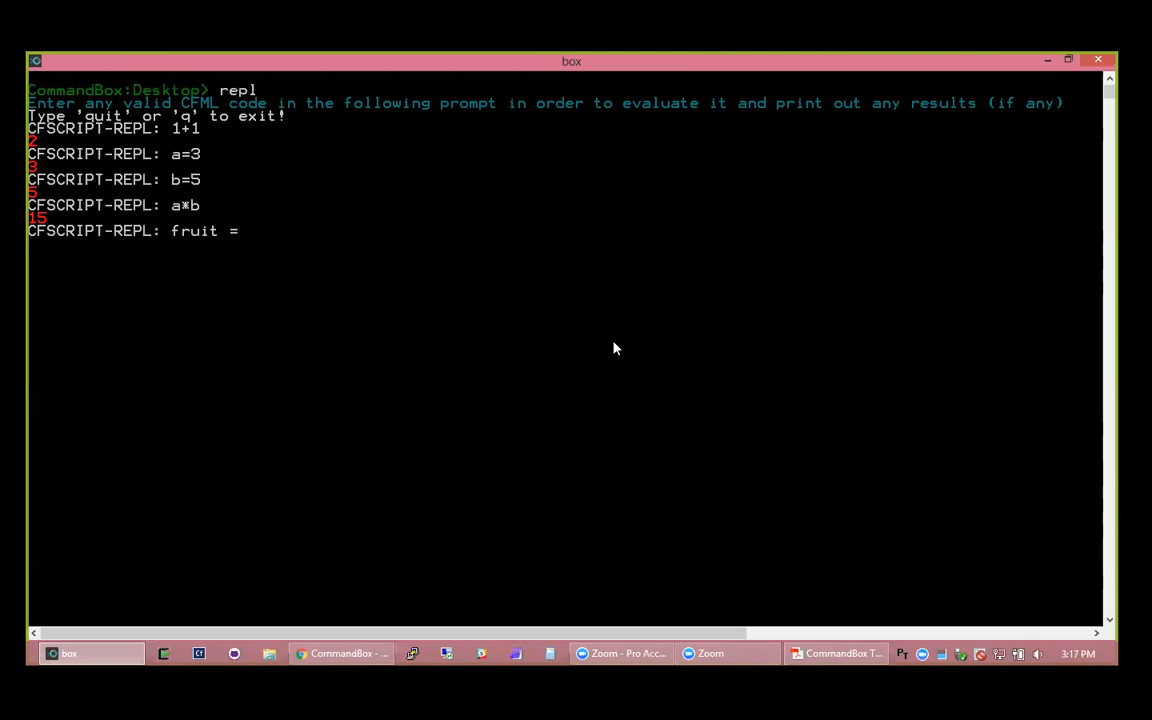 box
CommandBox:Desktop> repl
Enter any valid CFML code in the following prompt in order to evaluate it and print out any results (if any)
Type 'quit' or 'q' to exit!
CFSCRIPT-REPL: 1+1
2
CFSCRIPT-REPL: a=3
3
CFSCRIPT-REPL: b=5
5
CFSCRIPT-REPL: a*b
15
CFSCRIPT-REPL: fruit =
box
Cf
CommandBox - ...
Zoom - Pro Acc...
Zoom
CommandBox T...
PT
3:17 PM